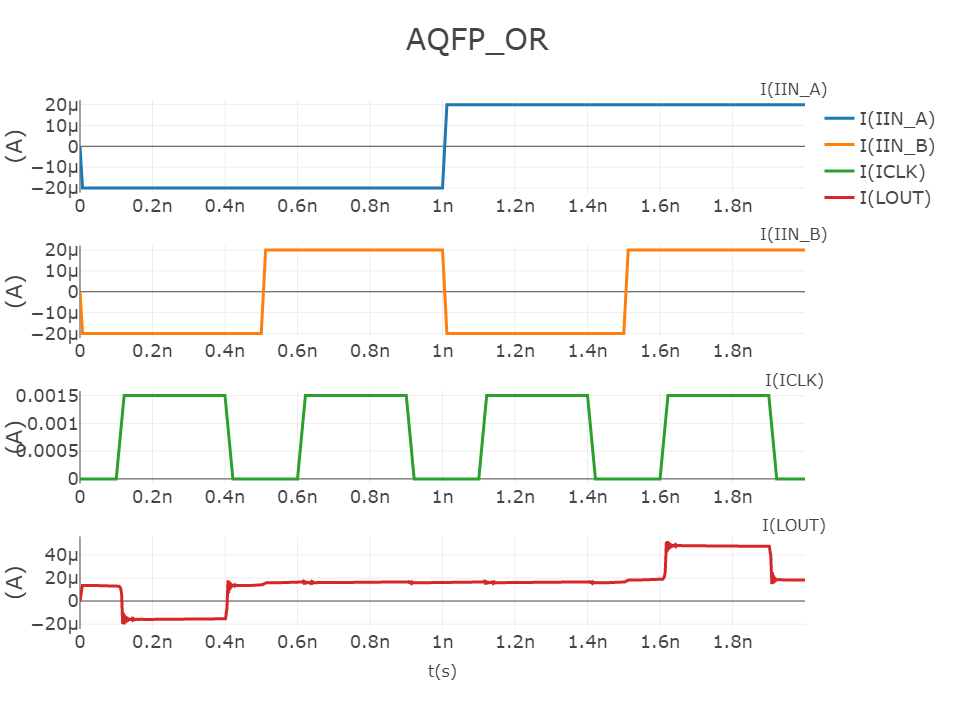 AQFP_OR
I(IIN_A)
20μ
10μ
0
−10μ
−20μ
(A)
0 0.2n 0.4n 0.6n 0.8n 1n 1.2n 1.4n 1.6n 1.8n
I(IIN_A)
I(IIN_B)
I(ICLK)
I(LOUT)
I(IIN_B)
20μ
10μ
0
−10μ
−20μ
(A)
0 0.2n 0.4n 0.6n 0.8n 1n 1.2n 1.4n 1.6n 1.8n
I(ICLK)
0.0015
0.001
0.0005
0
(A)
0 0.2n 0.4n 0.6n 0.8n 1n 1.2n 1.4n 1.6n 1.8n
I(LOUT)
40μ
20μ
0
−20μ
(A)
0 0.2n 0.4n 0.6n 0.8n 1n 1.2n 1.4n 1.6n 1.8n
t(s)